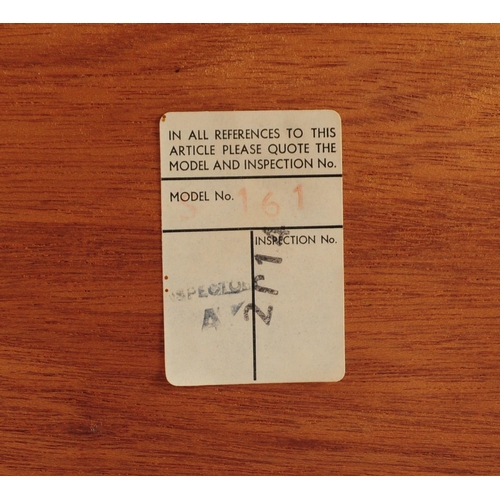 IN ALL REFERENCES TO THIS
ARTICLE PLEASE QUOTE THE
MODEL AND INSPECTION No.
MODEL No. S 161
INSPECTION No.